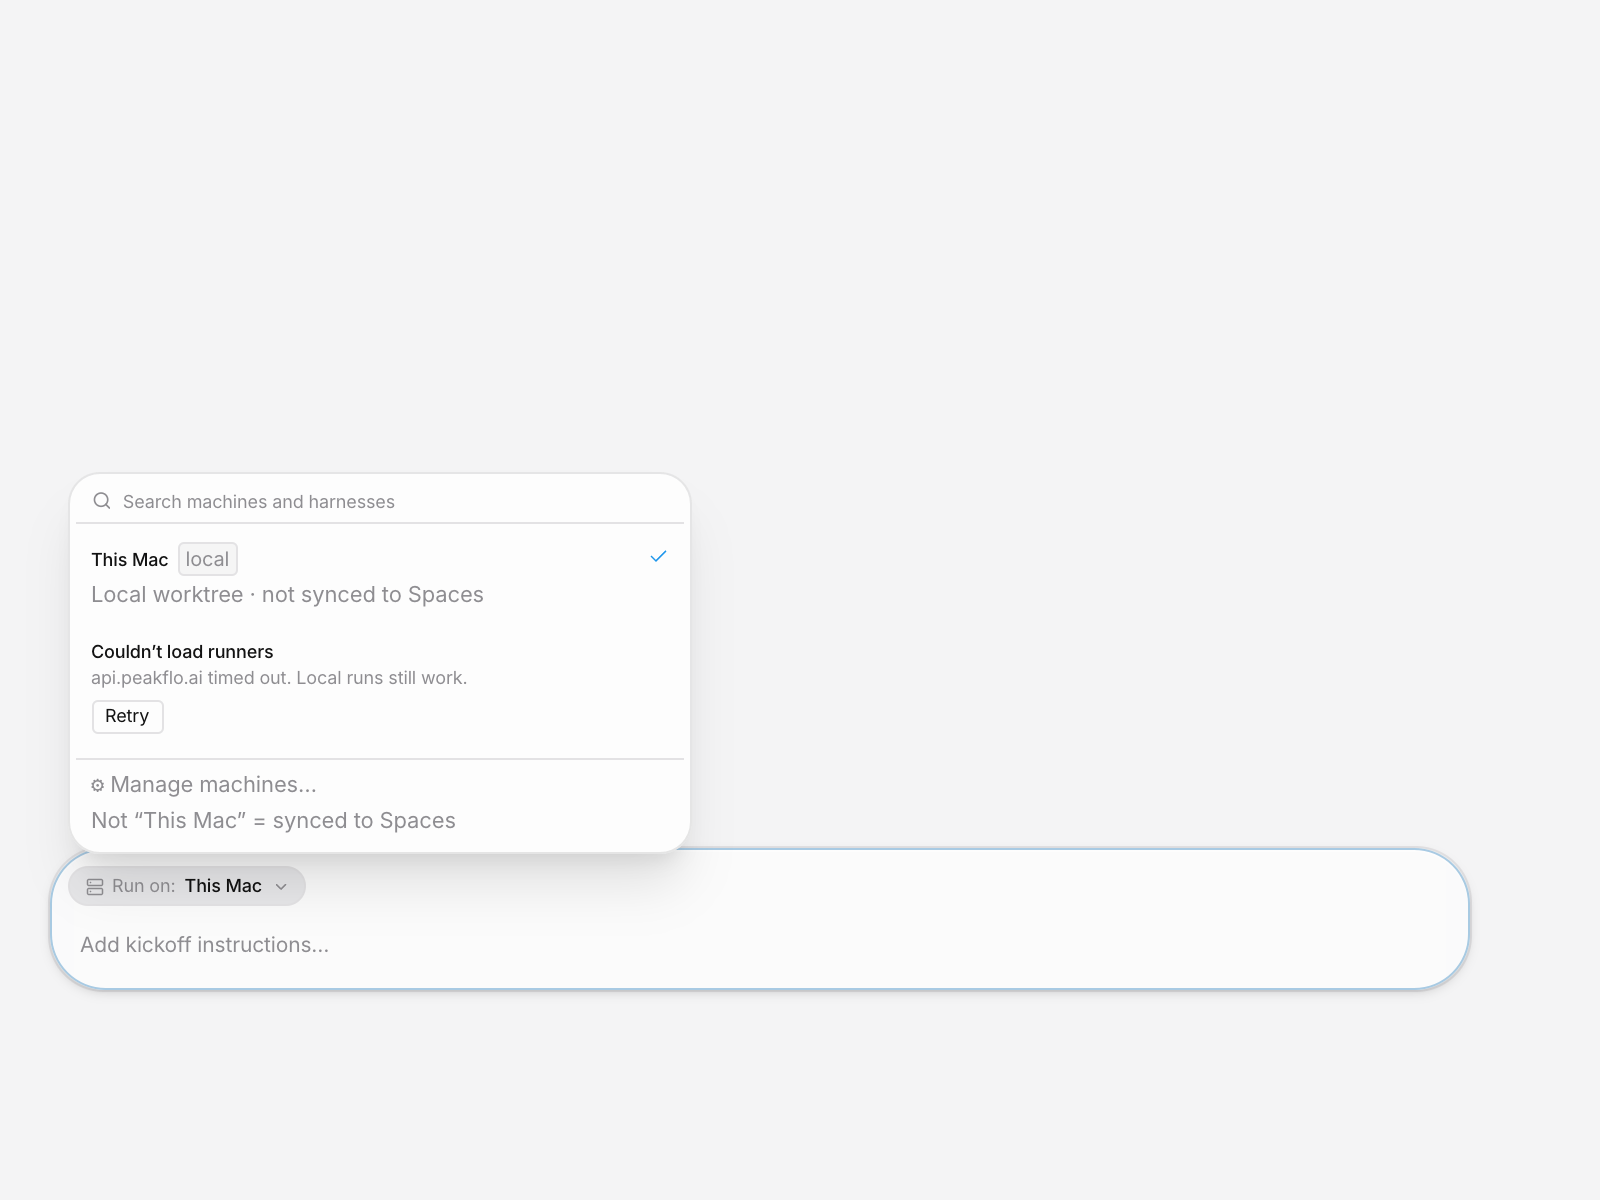 Search machines and harnesses
This Mac local
Local worktree · not synced to Spaces
Couldn’t load runners
api.peakflo.ai timed out. Local runs still work.
Retry
⚙ Manage machines…
Not “This Mac” = synced to Spaces
Run on: This Mac
Add kickoff instructions...